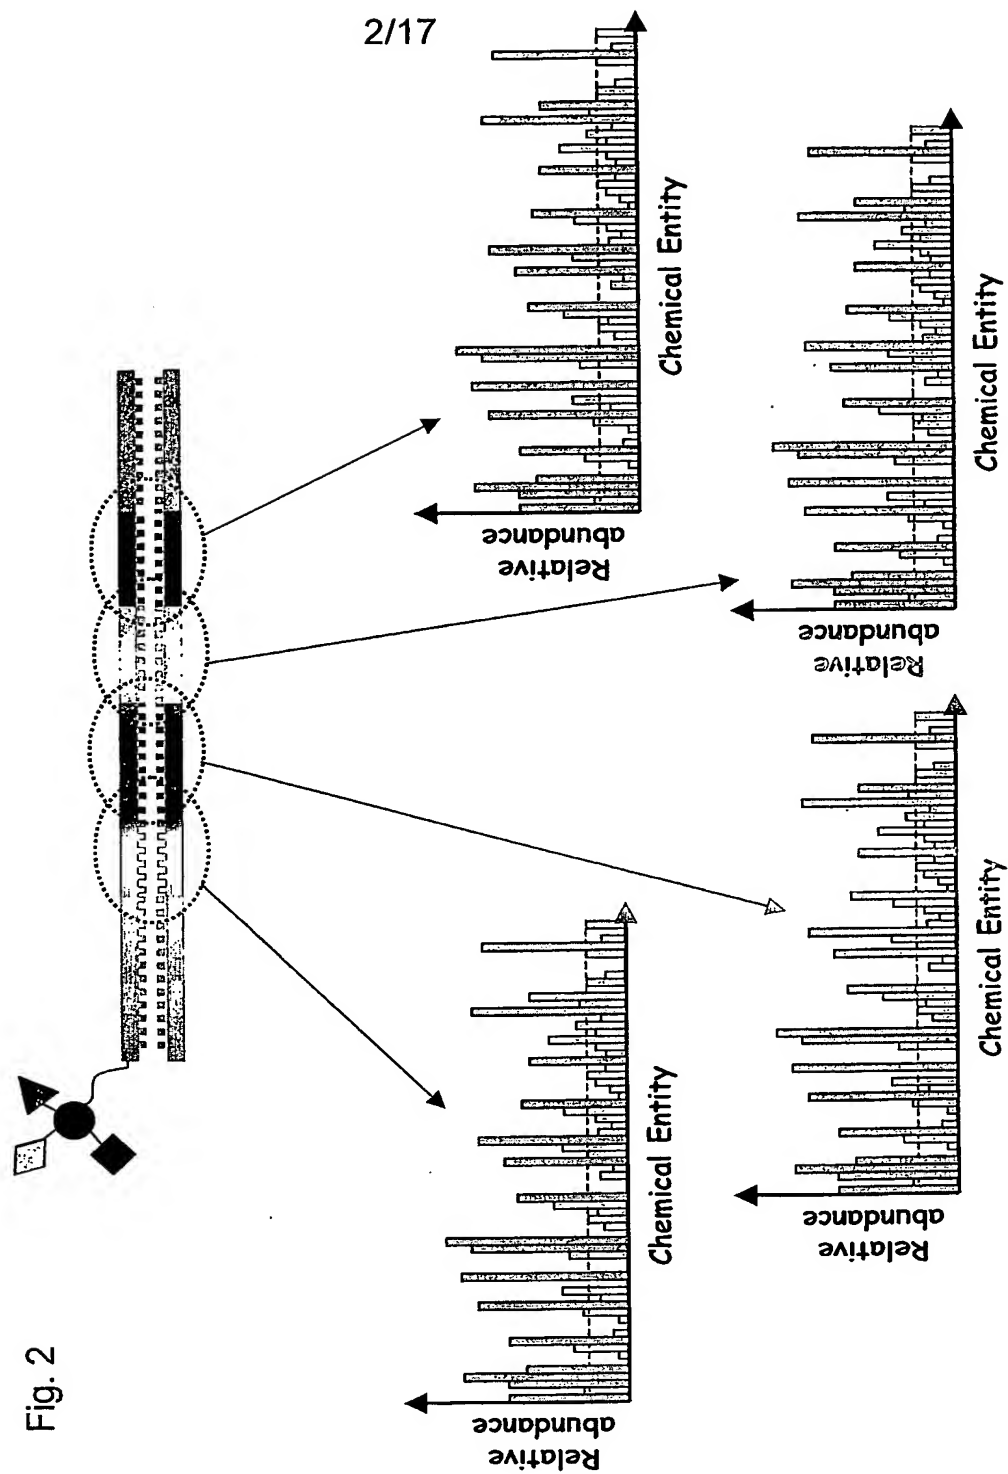 2/17
Fig. 2
Relative
abundance
Chemical Entity
Relative
abundance
Chemical Entity
Relative
abundance
Chemical Entity
Relative
abundance
Chemical Entity